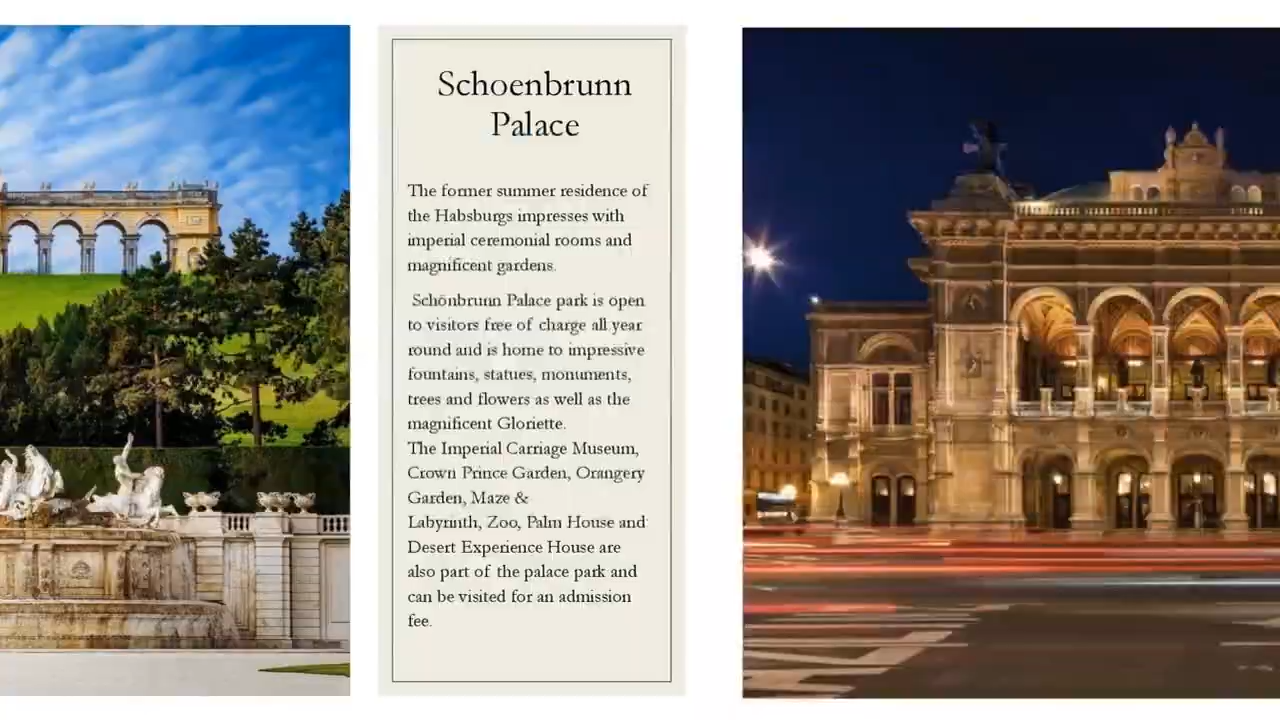 Schoenbrunn
Palace
The former summer residence of
the Habsburgs impresses with
imperial ceremonial rooms and
magnificent gardens.
Schönbrunn Palace park is open
to visitors free of charge all year
round and is home to impressive
fountains, statues, monuments,
trees and flowers as well as the
magnificent Gloriette.
The Imperial Carriage Museum,
Crown Prince Garden, Orangery
Garden, Maze &
Labyrinth, Zoo, Palm House and
Desert Experience House are
also part of the palace park and
can be visited for an admission
fee.